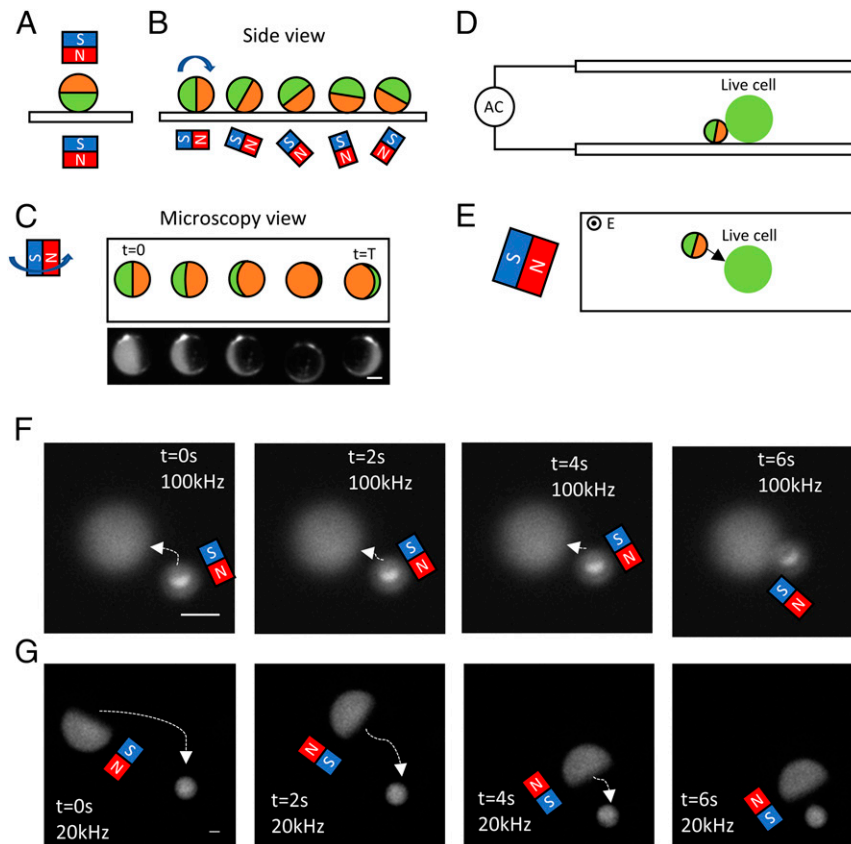 A
S
N
S
N
B
Side view
S N
S N
S N
S N
S N
C
Microscopy view
S N
t=0
t=T
D
AC
Live cell
E
S N
E
Live cell
F
t=0s
100kHz
S
N
t=2s
100kHz
S
N
t=4s
100kHz
S
N
t=6s
100kHz
S
N
G
S
N
t=0s
20kHz
N
S
t=2s
20kHz
N
S
t=4s
20kHz
N
S
t=6s
20kHz